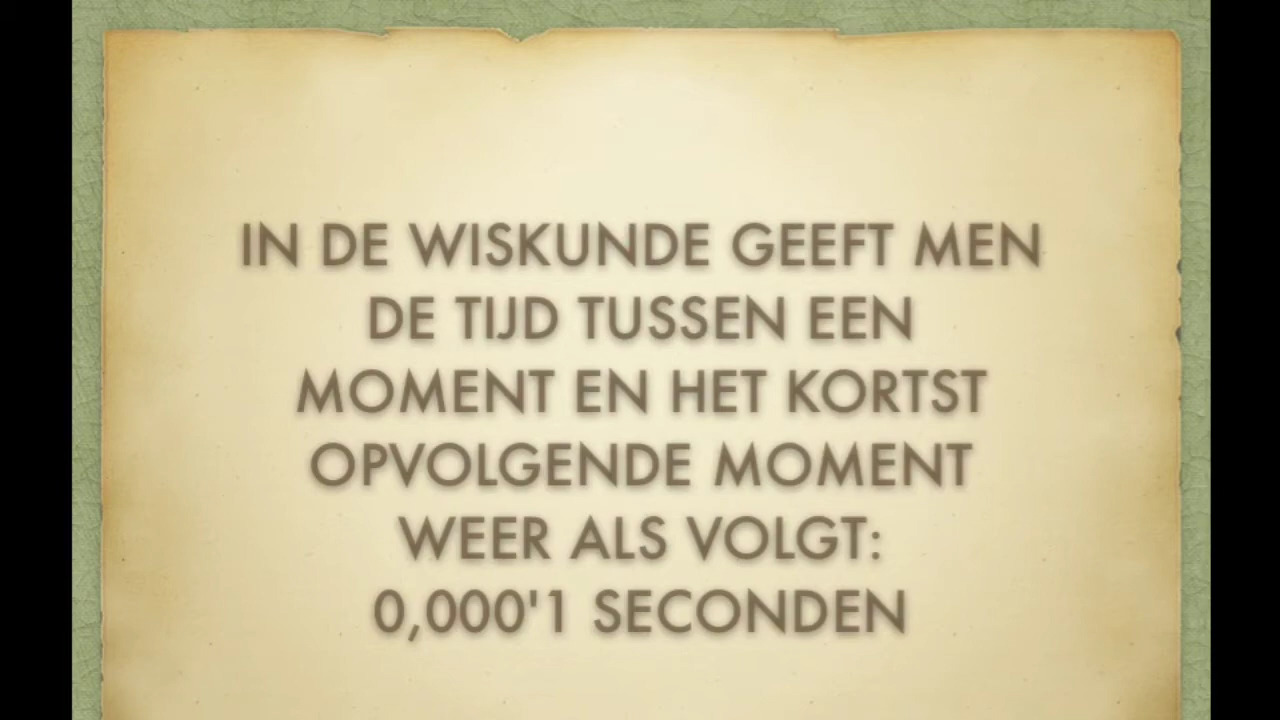 IN DE WISKUNDE GEEFT MEN
DE TIJD TUSSEN EEN
MOMENT EN HET KORTST
OPVOLGENDE MOMENT
WEER ALS VOLGT:
0,000'1 SECONDEN